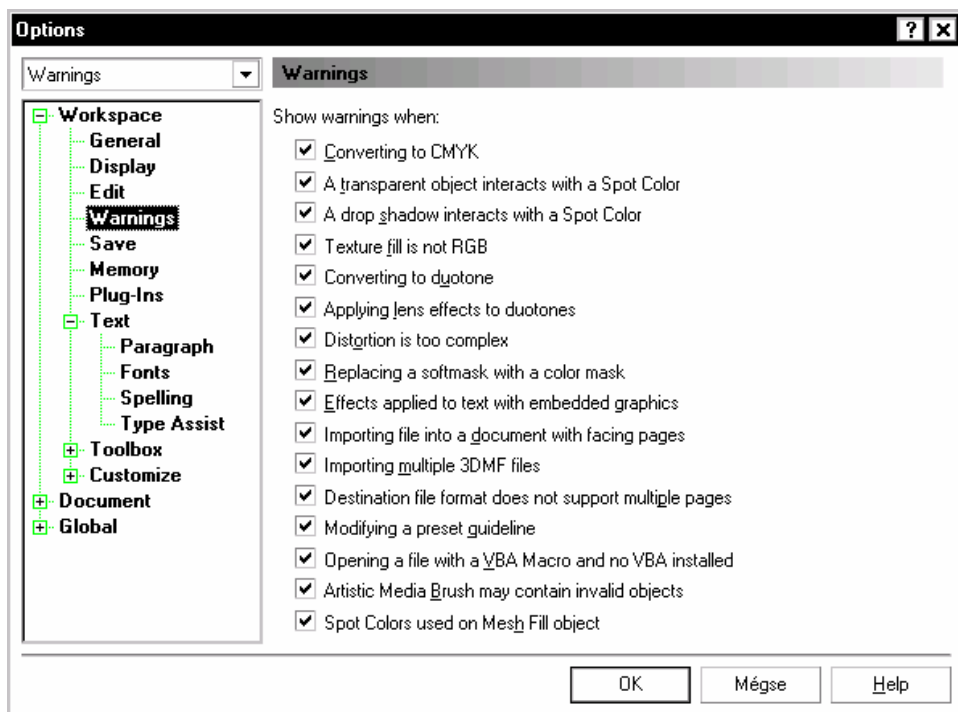 Options
Warnings
Workspace
General
Display
Edit
Warnings
Save
Memory
Plug-Ins
Text
Paragraph
Fonts
Spelling
Type Assist
Toolbox
Customize
Document
Global
Warnings
Show warnings when:
Converting to CMYK
A transparent object interacts with a Spot Color
A drop shadow interacts with a Spot Color
Texture fill is not RGB
Converting to duotone
Applying lens effects to duotones
Distortion is too complex
Replacing a softmask with a color mask
Effects applied to text with embedded graphics
Importing file into a document with facing pages
Importing multiple 3DMF files
Destination file format does not support multiple pages
Modifying a preset guideline
Opening a file with a VBA Macro and no VBA installed
Artistic Media Brush may contain invalid objects
Spot Colors used on Mesh Fill object
OK
Mégse
Help